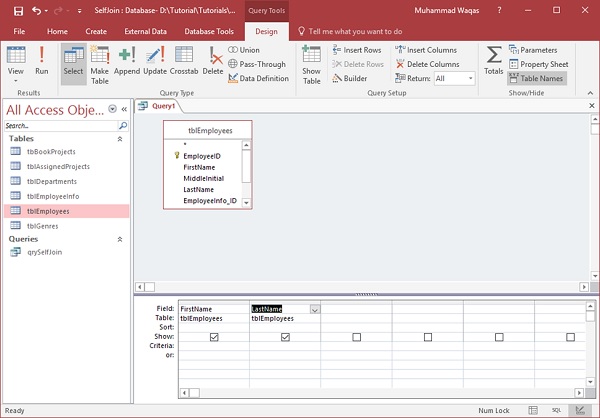 SelfJoin : Database- D:\Tutorial\Tutorials\...
Query Tools
Muhammad Waqas
File Home Create External Data Database Tools Design Tell me what you want to do...
View Run Select Make Table Append Update Crosstab Delete
Union
Pass-Through
Data Definition
Show Table
Insert Rows
Delete Rows
Builder
Insert Columns
Delete Columns
Return: All
Totals
Parameters
Property Sheet
Table Names
Results Query Type Query Setup Show/Hide
All Access Obje...
Search...
Tables
tbBookProjects
tblAssignedProjects
tblDepartments
tblEmployeeInfo
tblEmployees
tblGenres
Queries
qrySelfJoin
Query1
tblEmployees
*
EmployeeID
FirstName
MiddleInitial
LastName
EmployeeInfo_ID
Field: FirstName LastName
Table: tblEmployees tblEmployees
Sort:
Show:
Criteria:
or:
Ready
Num Lock
SQL